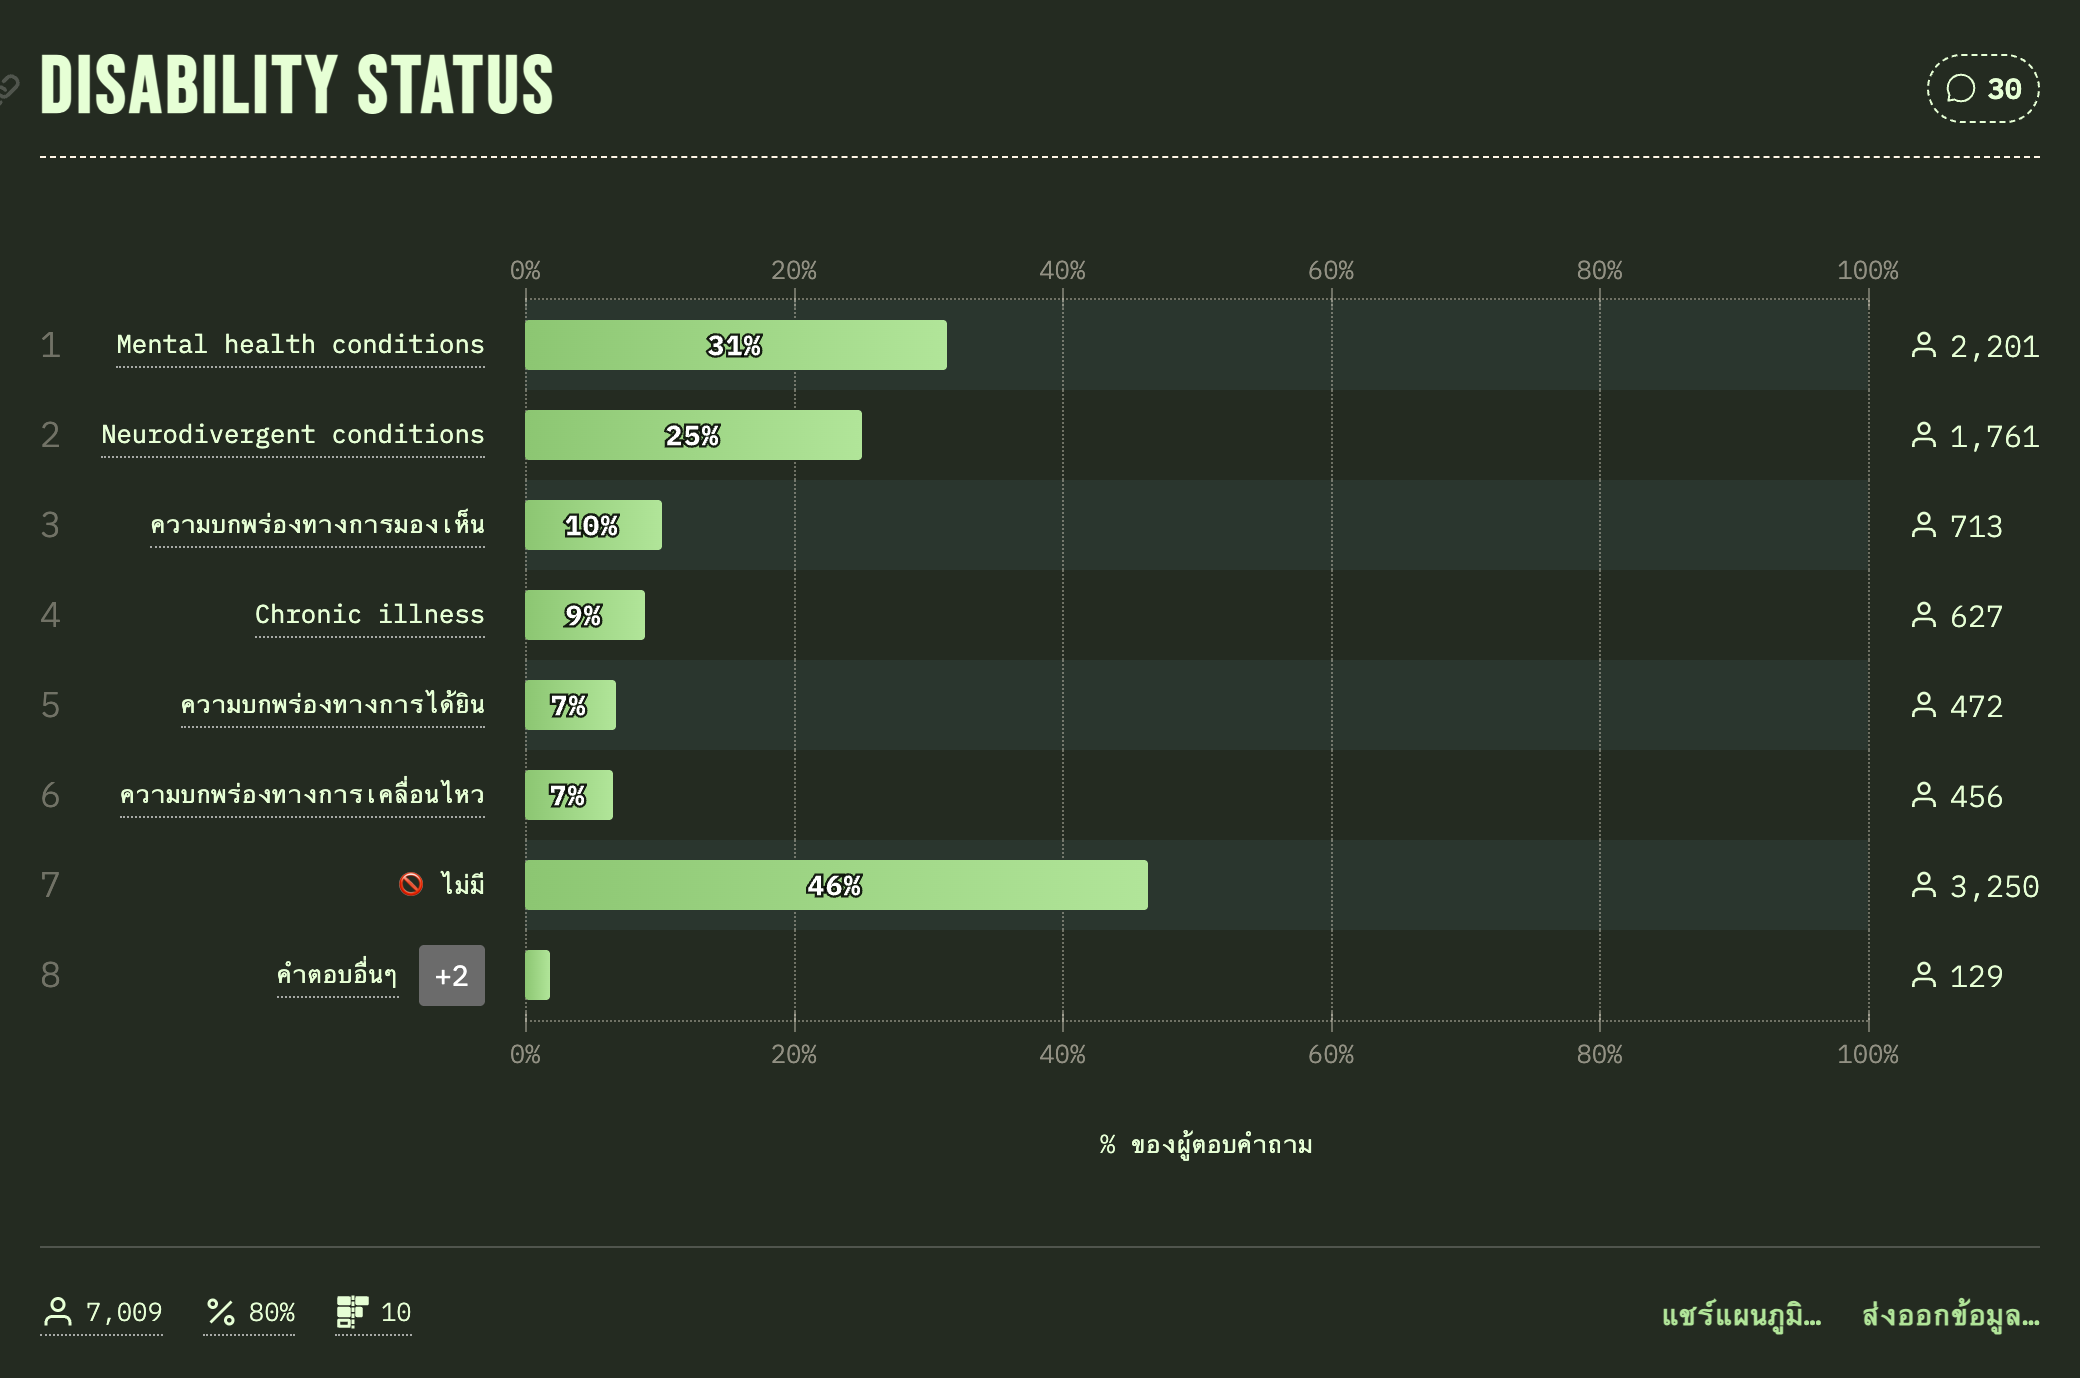 DISABILITY STATUS
30
0% 20% 40% 60% 80% 100%
1 Mental health conditions 31% 2,201
2 Neurodivergent conditions 25% 1,761
3 ความบกพร่องทางการมองเห็น 10% 713
4 Chronic illness 9% 627
5 ความบกพร่องทางการได้ยิน 7% 472
6 ความบกพร่องทางการเคลื่อนไหว 7% 456
7 ไม่มี 46% 3,250
8 คำตอบอื่นๆ +2 129
0% 20% 40% 60% 80% 100%
% ของผู้ตอบคำถาม
7,009 80% 10 แชร์แผนภูมิ… ส่งออกข้อมูล…